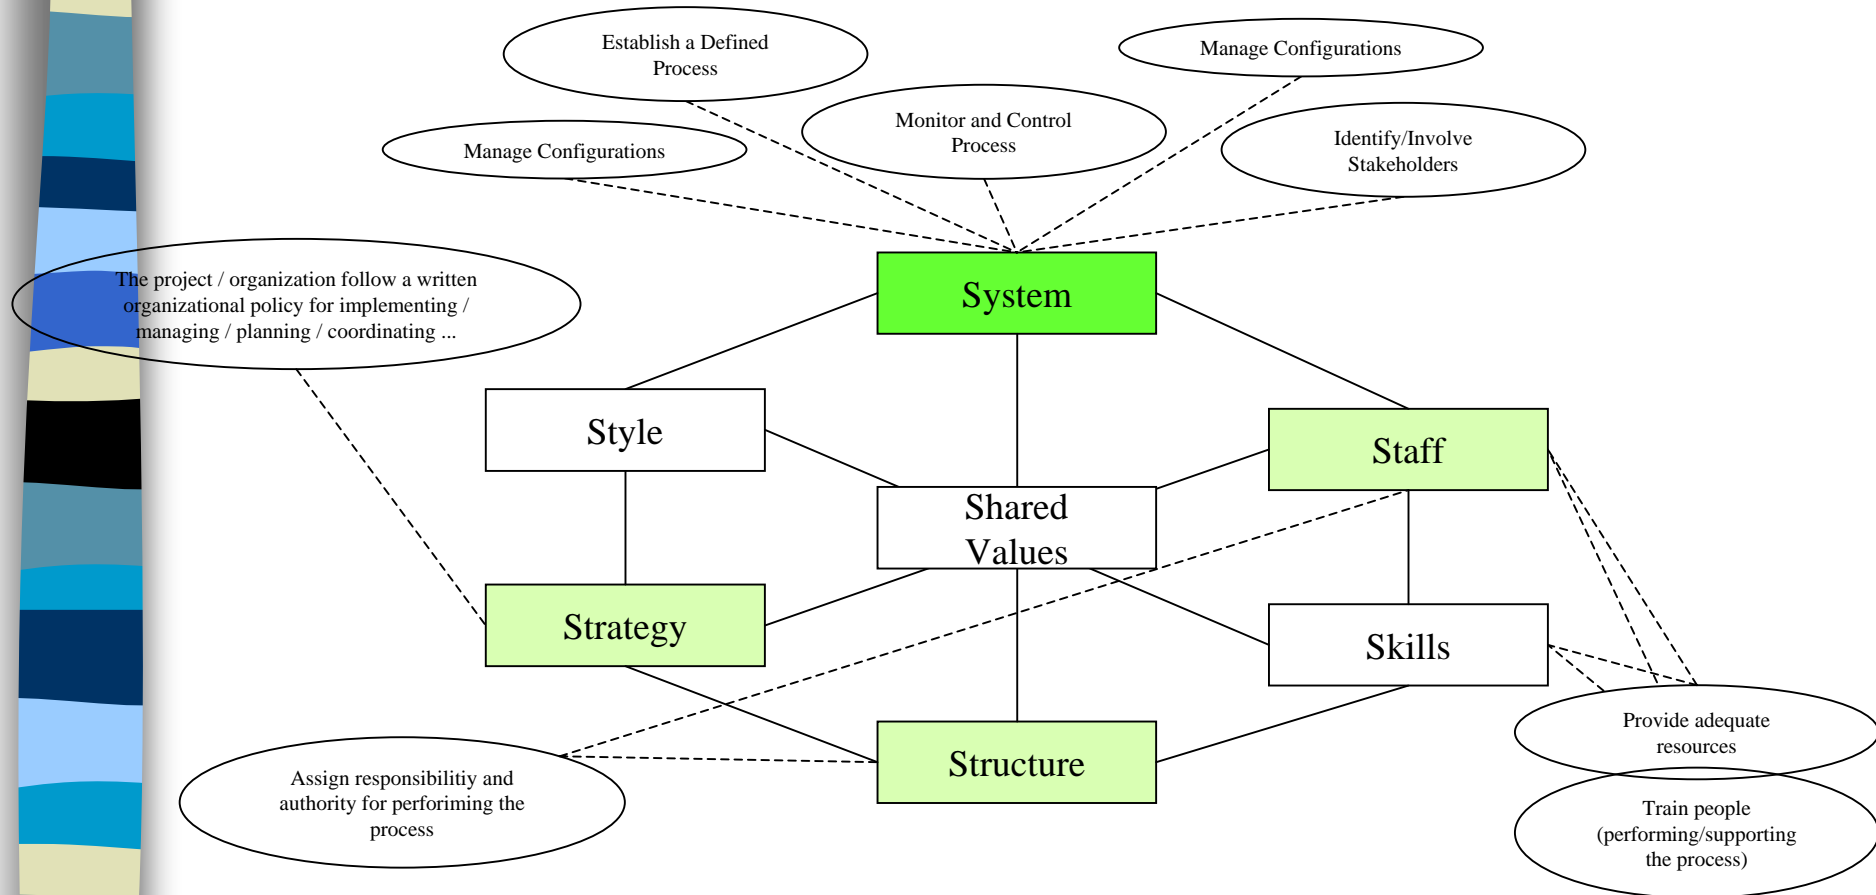 Establish a Defined
Process
Manage Configurations
Monitor and Control
Process
Manage Configurations
Identify/Involve
Stakeholders
The project / organization follow a written
organizational policy for implementing /
managing / planning / coordinating ...
System
Style
Staff
Shared
Values
Strategy
Skills
Structure
Provide adequate
resources
Assign responsibilitiy and
authority for perforiming the
process
Train people
(performing/supporting
the process)